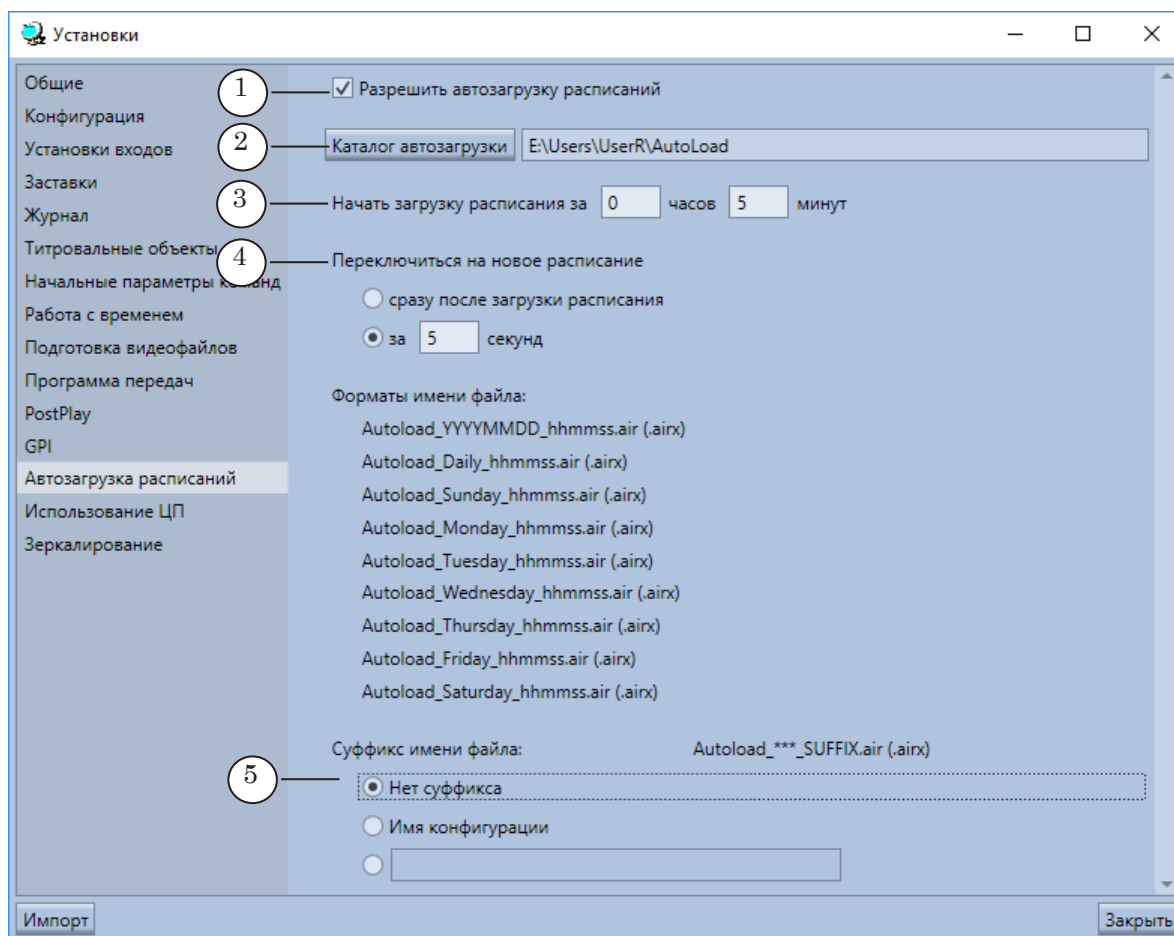 Установки
Общие
Конфигурация
Установки входов
Заставки
Журнал
Титровальные объекты
Начальные параметры команд
Работа с временем
Подготовка видеофайлов
Программа передач
PostPlay
GPI
Автозагрузка расписаний
Использование ЦП
Зеркалирование
1 Разрешить автозагрузку расписаний
2 Каталог автозагрузки E:\Users\UserR\AutoLoad
3 Начать загрузку расписания за 0 часов 5 минут
4 Переключиться на новое расписание
сразу после загрузки расписания
за 5 секунд
Форматы имени файла:
Autoload_YYYYMMDD_hhmmss.air (.airx)
Autoload_Daily_hhmmss.air (.airx)
Autoload_Sunday_hhmmss.air (.airx)
Autoload_Monday_hhmmss.air (.airx)
Autoload_Tuesday_hhmmss.air (.airx)
Autoload_Wednesday_hhmmss.air (.airx)
Autoload_Thursday_hhmmss.air (.airx)
Autoload_Friday_hhmmss.air (.airx)
Autoload_Saturday_hhmmss.air (.airx)
Суффикс имени файла: Autoload_***_SUFFIX.air (.airx)
5 Нет суффикса
Имя конфигурации
Импорт Закрыть